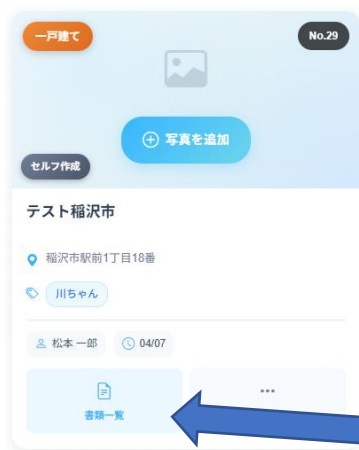 一戸建て
No.29
写真を追加
セルフ作成
テスト稲沢市
稲沢市駅前1丁目18番
川ちゃん
松本 一郎
04/07
書類一覧
•••